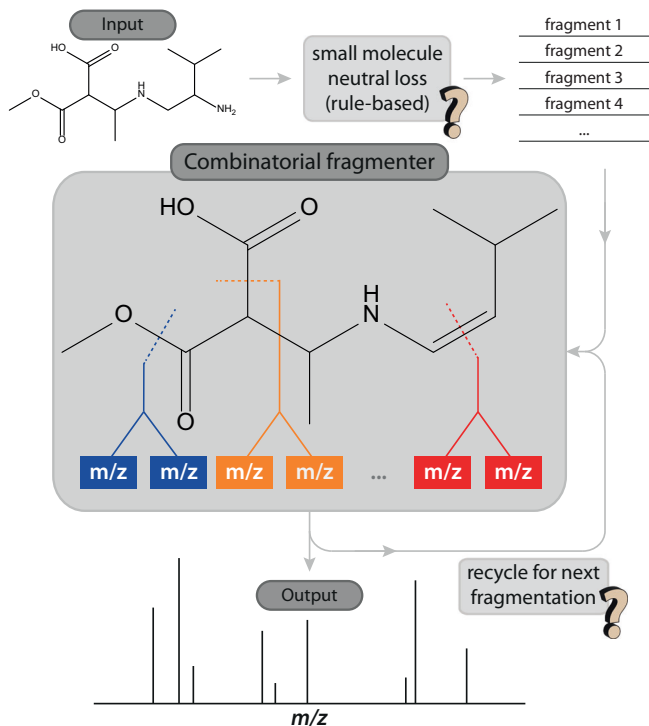 Input
HO
O
O
O
H
N
NH2
small molecule
neutral loss
(rule-based)
?
fragment 1
fragment 2
fragment 3
fragment 4
...
Combinatorial fragmenter
HO
O
O
O
H
N
m/z
m/z
m/z
m/z
...
m/z
m/z
recycle for next
fragmentation
?
Output
m/z